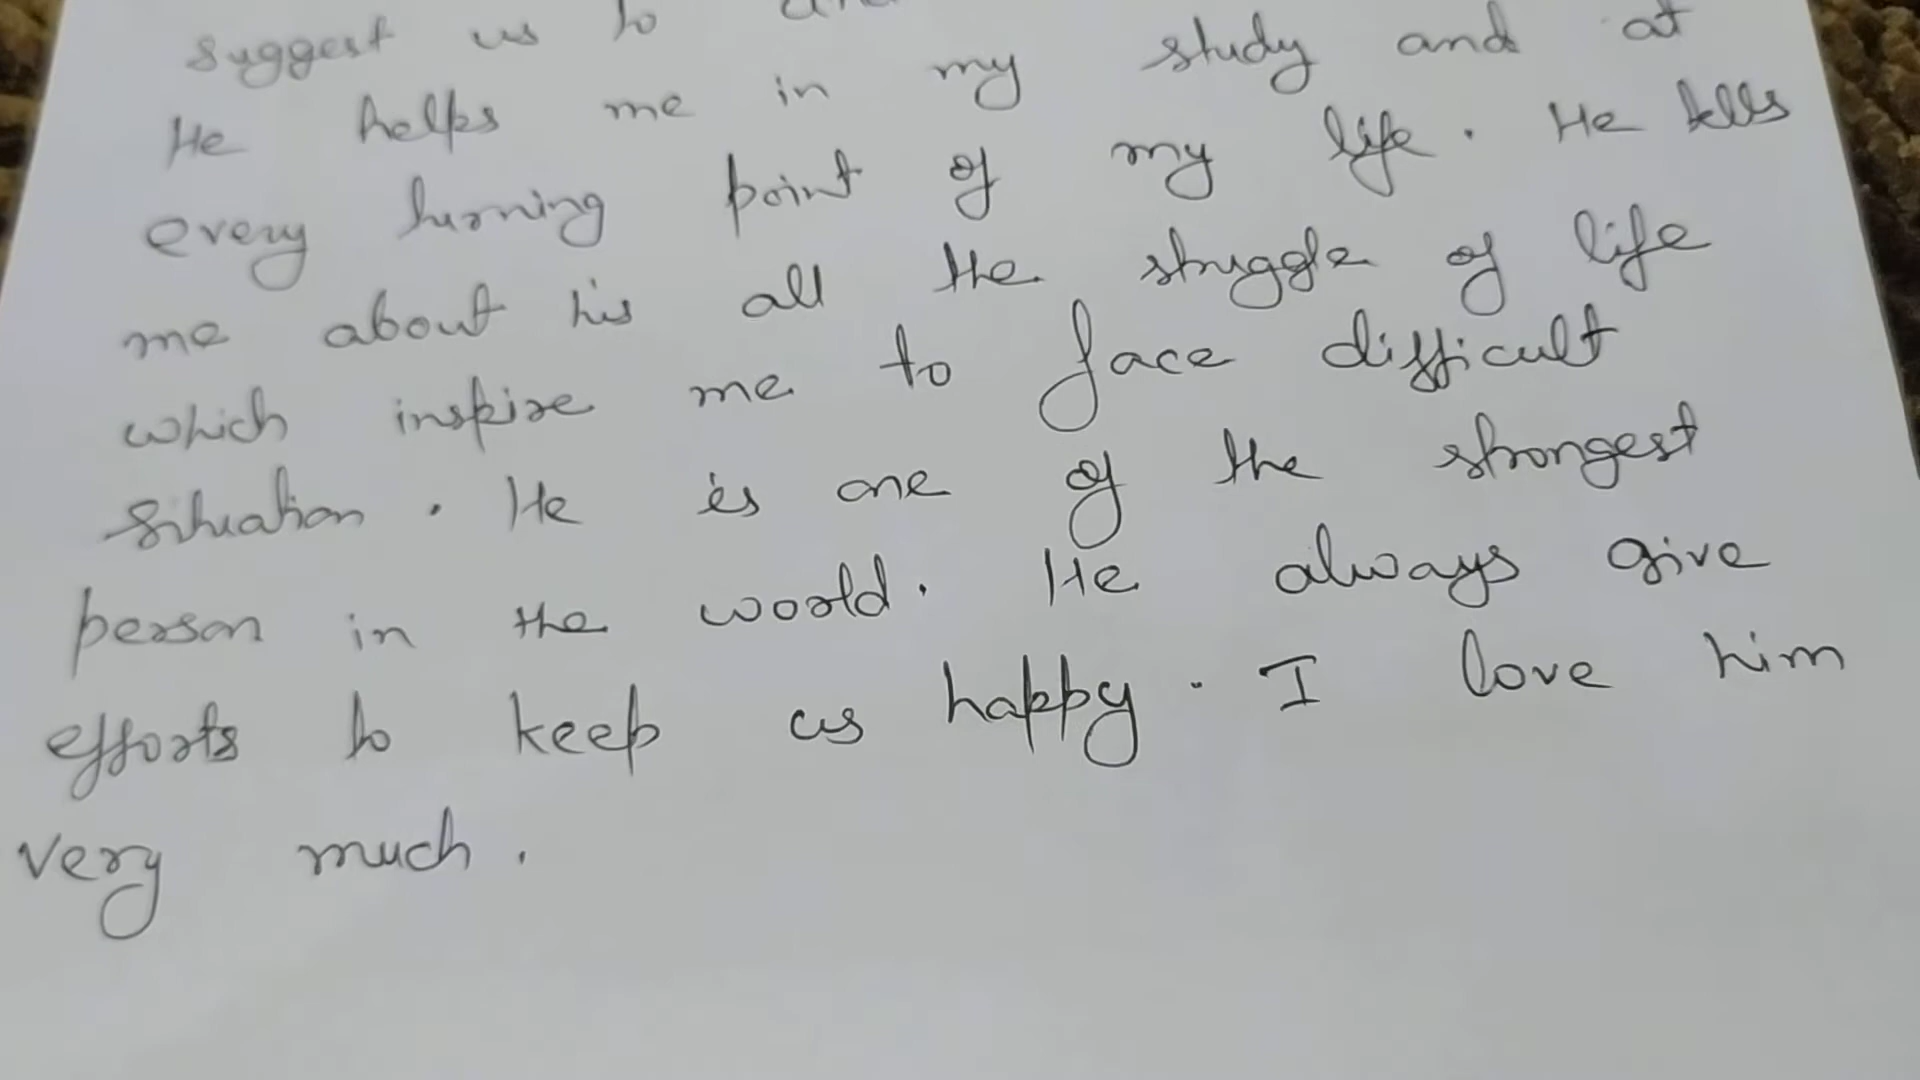 suggest us to
He helps me in my study and at
every turning point of my life. He tells
me about his all the struggle of life
which inspire me to face difficult
situation. He is one of the strongest
person in the world. He always give
efforts to keep us happy. I love him
very much.